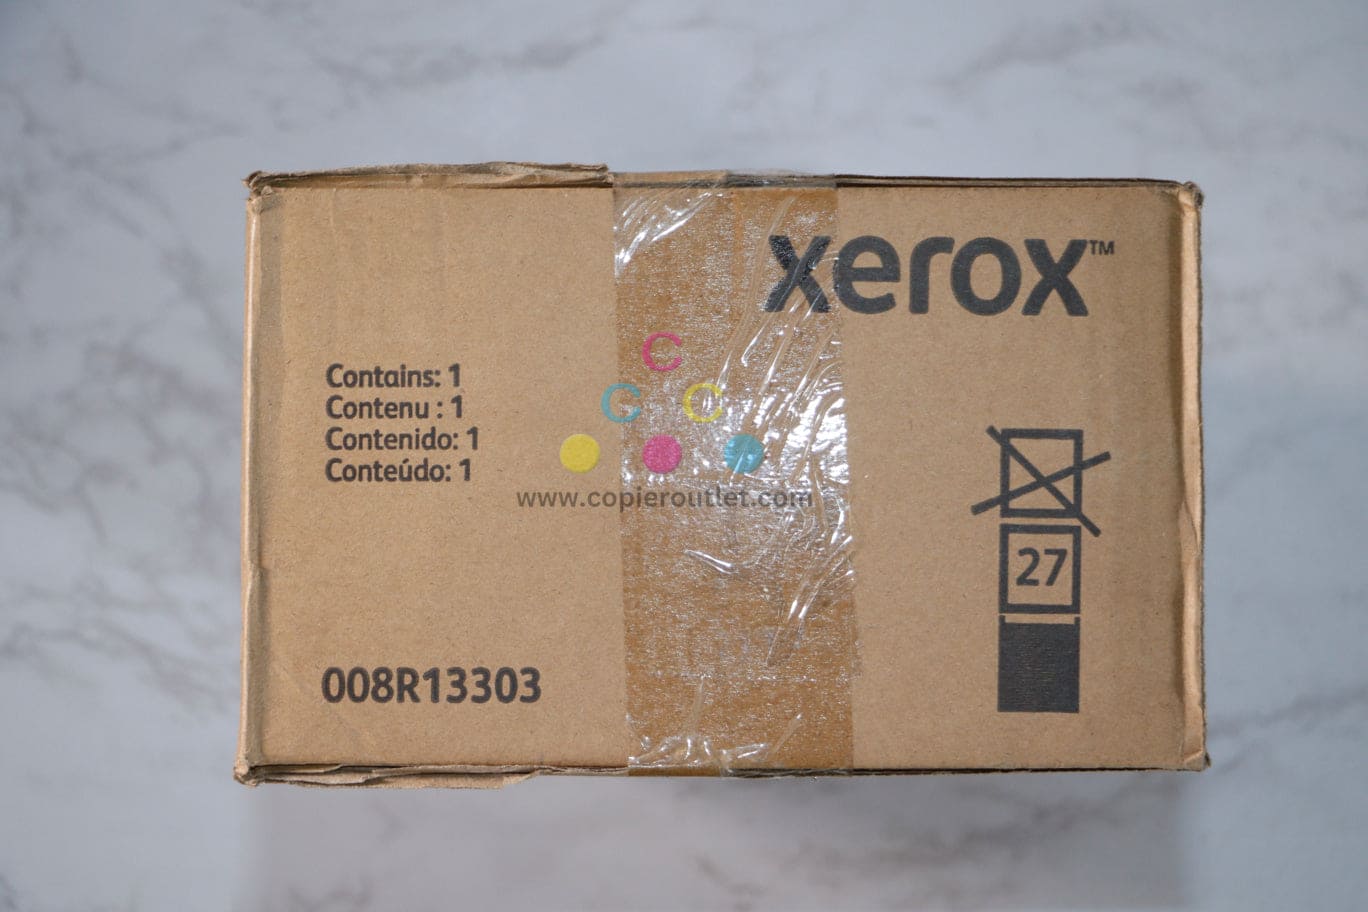 xerox™
Contains: 1
Contenu : 1
Contenido: 1
Conteúdo: 1
C
C C
www.copieroutlet.com
27
008R13303